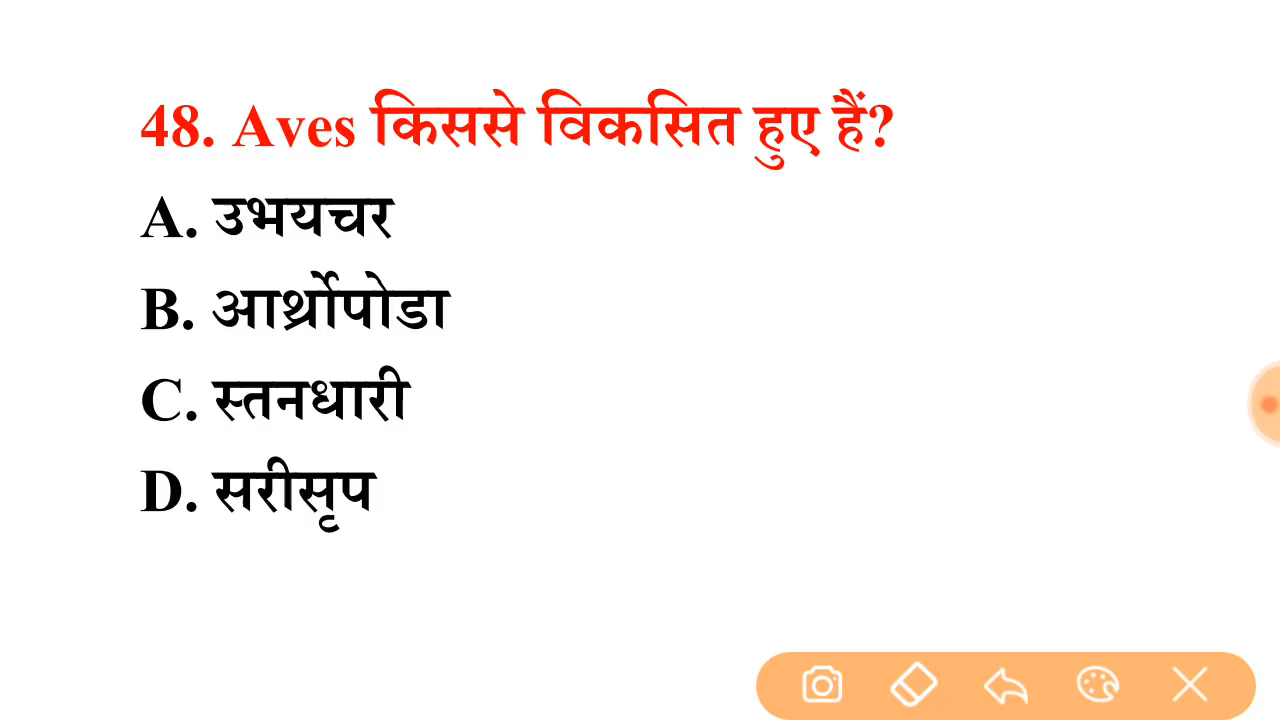 48. Aves किससे विकसित हुए हैं?
A. उभयचर
B. आर्थ्रोपोडा
C. स्तनधारी
D. सरीसृप